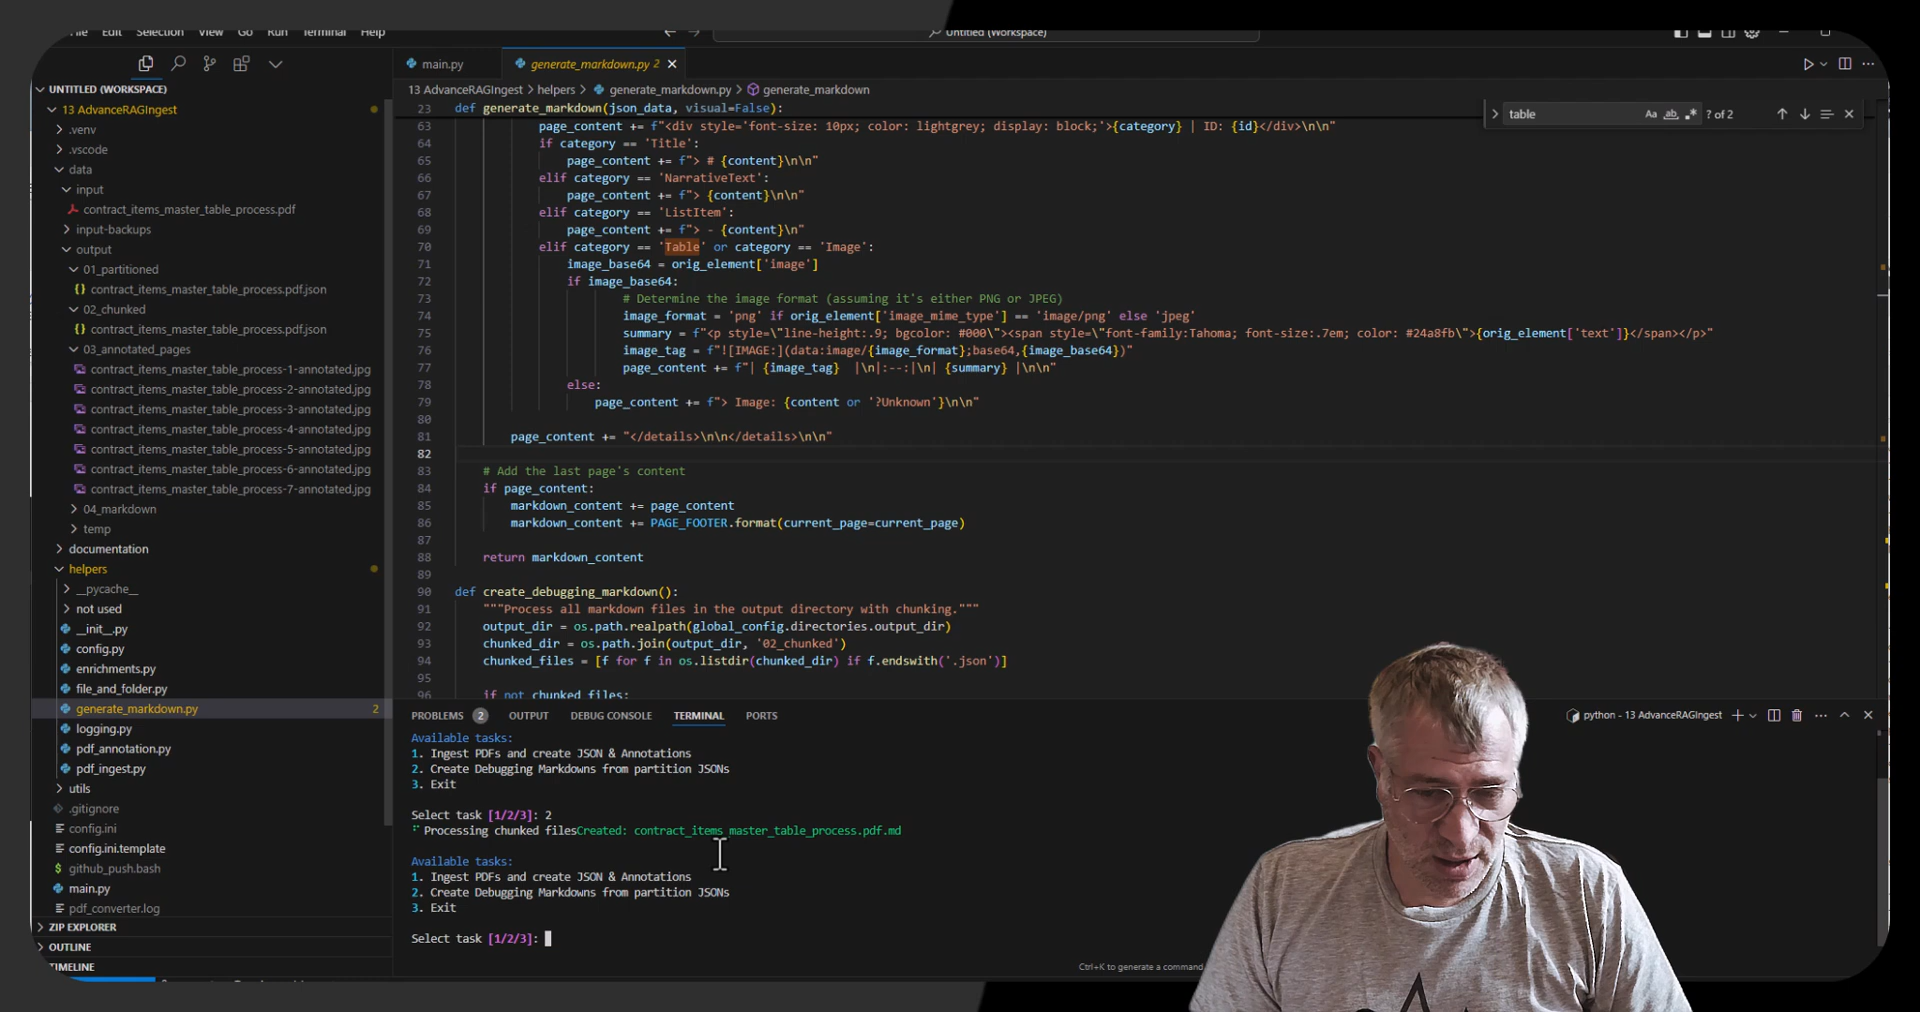 File Edit Selection View Go Run Terminal Help
Untitled (Workspace)
UNTITLED (WORKSPACE)
13 AdvanceRAGIngest
.venv
.vscode
data
input
contract_items_master_table_process.pdf
input-backups
output
01_partitioned
{} contract_items_master_table_process.pdf.json
02_chunked
{} contract_items_master_table_process.pdf.json
03_annotated_pages
contract_items_master_table_process-1-annotated.jpg
contract_items_master_table_process-2-annotated.jpg
contract_items_master_table_process-3-annotated.jpg
contract_items_master_table_process-4-annotated.jpg
contract_items_master_table_process-5-annotated.jpg
contract_items_master_table_process-6-annotated.jpg
contract_items_master_table_process-7-annotated.jpg
04_markdown
temp
documentation
helpers
__pycache__
not used
__init__.py
config.py
enrichments.py
file_and_folder.py
generate_markdown.py 2
logging.py
pdf_annotation.py
pdf_ingest.py
utils
.gitignore
config.ini
config.ini.template
github_push.bash
main.py
pdf_converter.log
ZIP EXPLORER
OUTLINE
TIMELINE
main.py
generate_markdown.py 2
13 AdvanceRAGIngest > helpers > generate_markdown.py > generate_markdown
table Aa ab ? of 2
23 def generate_markdown(json_data, visual=False):
63 page_content += f"<div style='font-size: 10px; color: lightgrey; display: block;'>{category} | ID: {id}</div>\n\n"
64 if category == 'Title':
65 page_content += f"> # {content}\n\n"
66 elif category == 'NarrativeText':
67 page_content += f"> {content}\n\n"
68 elif category == 'ListItem':
69 page_content += f"> - {content}\n"
70 elif category == 'Table' or category == 'Image':
71 image_base64 = orig_element['image']
72 if image_base64:
73 # Determine the image format (assuming it's either PNG or JPEG)
74 image_format = 'png' if orig_element['image_mime_type'] == 'image/png' else 'jpeg'
75 summary = f"<p style=\"line-height:.9; bgcolor: #000\"><span style=\"font-family:Tahoma; font-size:.7em; color: #24a8fb\">{orig_element['text']}</span></p>"
76 image_tag = f"![IMAGE:](data:image/{image_format};base64,{image_base64})"
77 page_content += f"| {image_tag}  |\n|:--:|\n| {summary} |\n\n"
78 else:
79 page_content += f"> Image: {content or '?Unknown'}\n\n"
80
81 page_content += "</details>\n\n</details>\n\n"
82
83 # Add the last page's content
84 if page_content:
85 markdown_content += page_content
86 markdown_content += PAGE_FOOTER.format(current_page=current_page)
87
88 return markdown_content
89
90 def create_debugging_markdown():
91 """Process all markdown files in the output directory with chunking."""
92 output_dir = os.path.realpath(global_config.directories.output_dir)
93 chunked_dir = os.path.join(output_dir, '02_chunked')
94 chunked_files = [f for f in os.listdir(chunked_dir) if f.endswith('.json')]
95
96 if not chunked_files:
PROBLEMS 2 OUTPUT DEBUG CONSOLE TERMINAL PORTS
python - 13 AdvanceRAGIngest
Available tasks:
1. Ingest PDFs and create JSON & Annotations
2. Create Debugging Markdowns from partition JSONs
3. Exit
Select task [1/2/3]: 2
Processing chunked filesCreated: contract_items_master_table_process.pdf.md
Available tasks:
1. Ingest PDFs and create JSON & Annotations
2. Create Debugging Markdowns from partition JSONs
3. Exit
Select task [1/2/3]:
Ctrl+K to generate a command